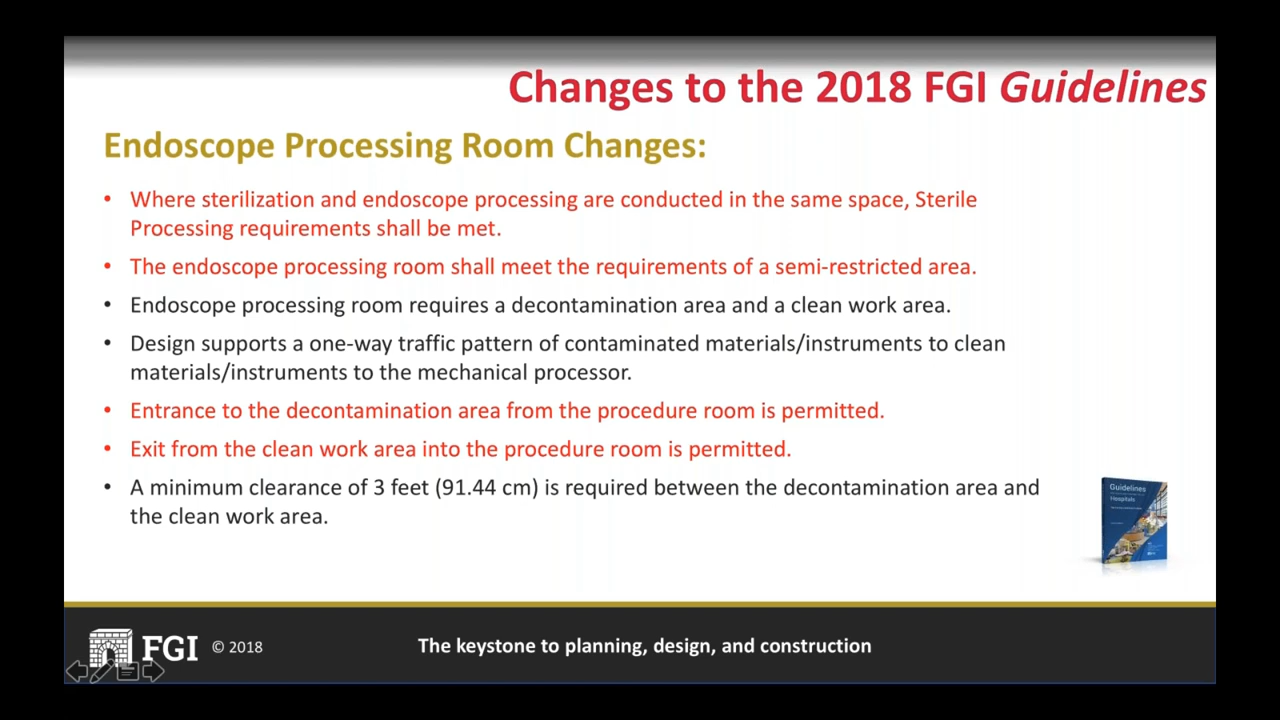 Changes to the 2018 FGI Guidelines
Endoscope Processing Room Changes:
• Where sterilization and endoscope processing are conducted in the same space, Sterile
Processing requirements shall be met.
• The endoscope processing room shall meet the requirements of a semi-restricted area.
• Endoscope processing room requires a decontamination area and a clean work area.
• Design supports a one-way traffic pattern of contaminated materials/instruments to clean
materials/instruments to the mechanical processor.
• Entrance to the decontamination area from the procedure room is permitted.
• Exit from the clean work area into the procedure room is permitted.
• A minimum clearance of 3 feet (91.44 cm) is required between the decontamination area and
the clean work area.
Guidelines
Hospitals
FGI © 2018
The keystone to planning, design, and construction